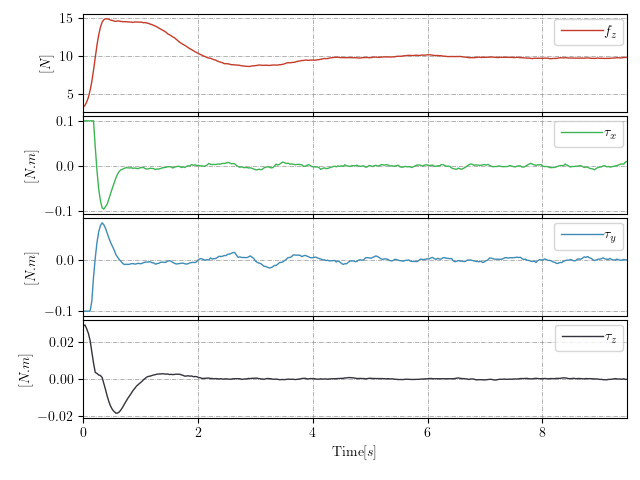 15
10
5
[N]
f_z
0.1
0.0
−0.1
[N.m]
τ_x
0.0
−0.1
[N.m]
τ_y
0.02
0.00
−0.02
[N.m]
τ_z
0 2 4 6 8
Time[s]